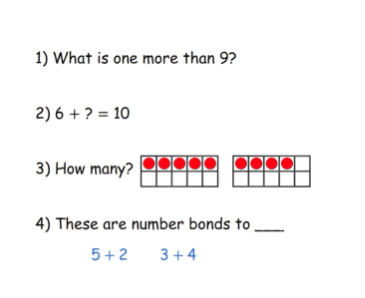 1) What is one more than 9?
2) 6 + ? = 10
3) How many?
4) These are number bonds to ____
5 + 2 3 + 4